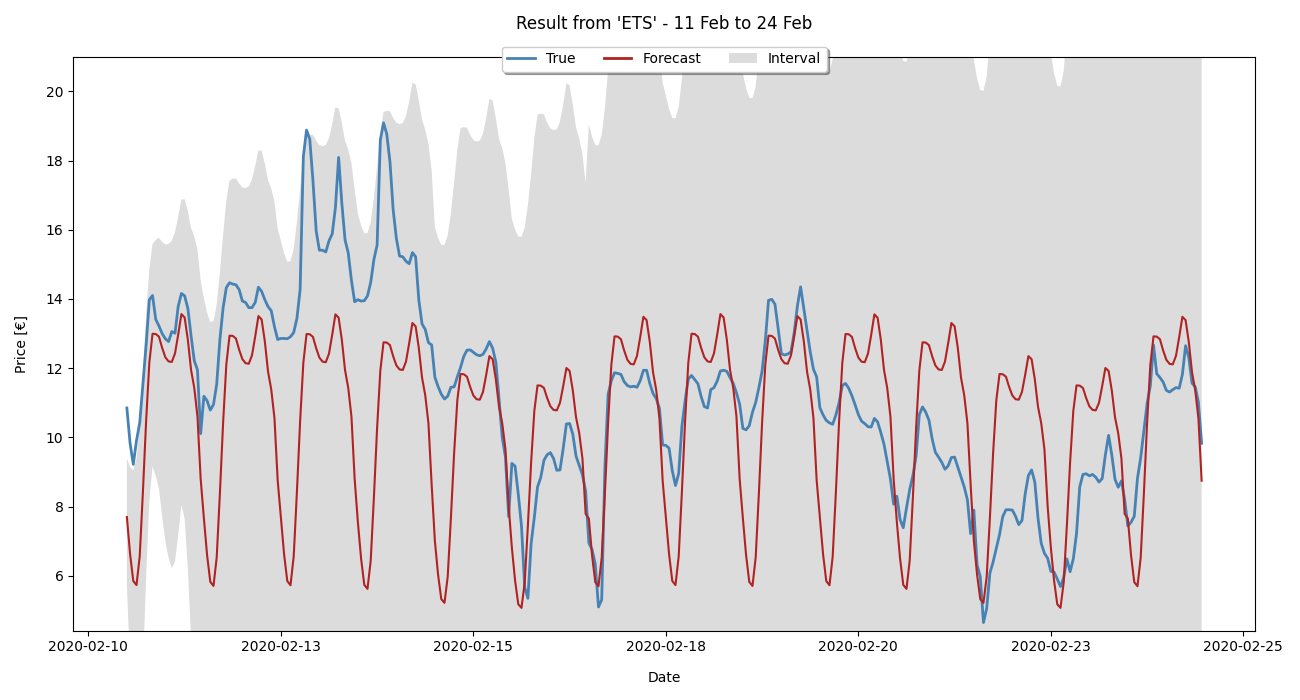 Result from 'ETS' - 11 Feb to 24 Feb
True Forecast Interval
20
18
16
14
12
10
8
6
Price [€]
2020-02-10 2020-02-13 2020-02-15 2020-02-18 2020-02-20 2020-02-23 2020-02-25
Date